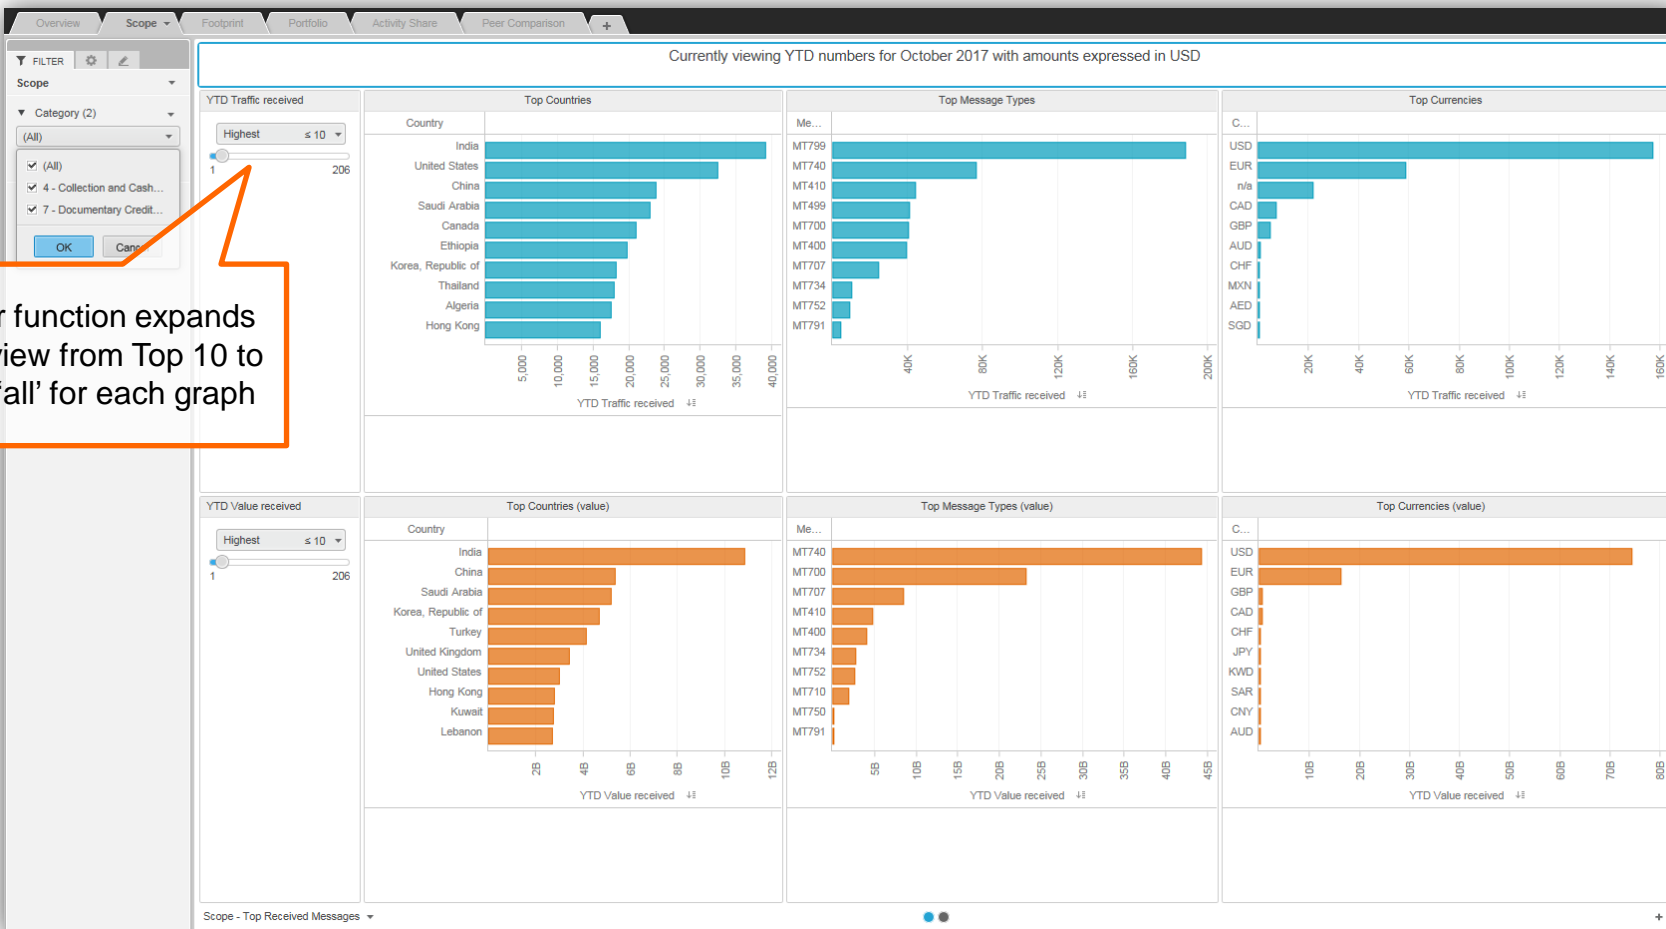 Overview Scope Footprint Portfolio Activity Share Peer Comparison +
FILTER
Scope
Category (2)
(All)
(All)
4 - Collection and Cash...
7 - Documentary Credit...
OK
function expands
from Top 10 to
'all' for each graph
Currently viewing YTD numbers for October 2017 with amounts expressed in USD
YTD Traffic received
Highest ≤ 10
1 206
Top Countries
Country
India
United States
China
Saudi Arabia
Canada
Ethiopia
Korea, Republic of
Thailand
Algeria
Hong Kong
5,000 10,000 15,000 20,000 25,000 30,000 35,000 40,000
YTD Traffic received
Top Message Types
Me...
MT799
MT740
MT410
MT499
MT700
MT400
MT707
MT734
MT752
MT791
40K 80K 120K 160K 200K
YTD Traffic received
Top Currencies
C...
USD
EUR
n/a
CAD
GBP
AUD
CHF
MXN
AED
SGD
20K 40K 60K 80K 100K 120K 140K 160K
YTD Traffic received
YTD Value received
Highest ≤ 10
1 206
Top Countries (value)
Country
India
China
Saudi Arabia
Korea, Republic of
Turkey
United Kingdom
United States
Hong Kong
Kuwait
Lebanon
2B 4B 6B 8B 10B 12B
YTD Value received
Top Message Types (value)
Me...
MT740
MT700
MT707
MT410
MT400
MT734
MT752
MT710
MT750
MT791
5B 10B 15B 20B 25B 30B 35B 40B 45B
YTD Value received
Top Currencies (value)
C...
USD
EUR
GBP
CAD
CHF
JPY
KWD
SAR
CNY
AUD
10B 20B 30B 40B 50B 60B 70B 80B
YTD Value received
Scope - Top Received Messages
+